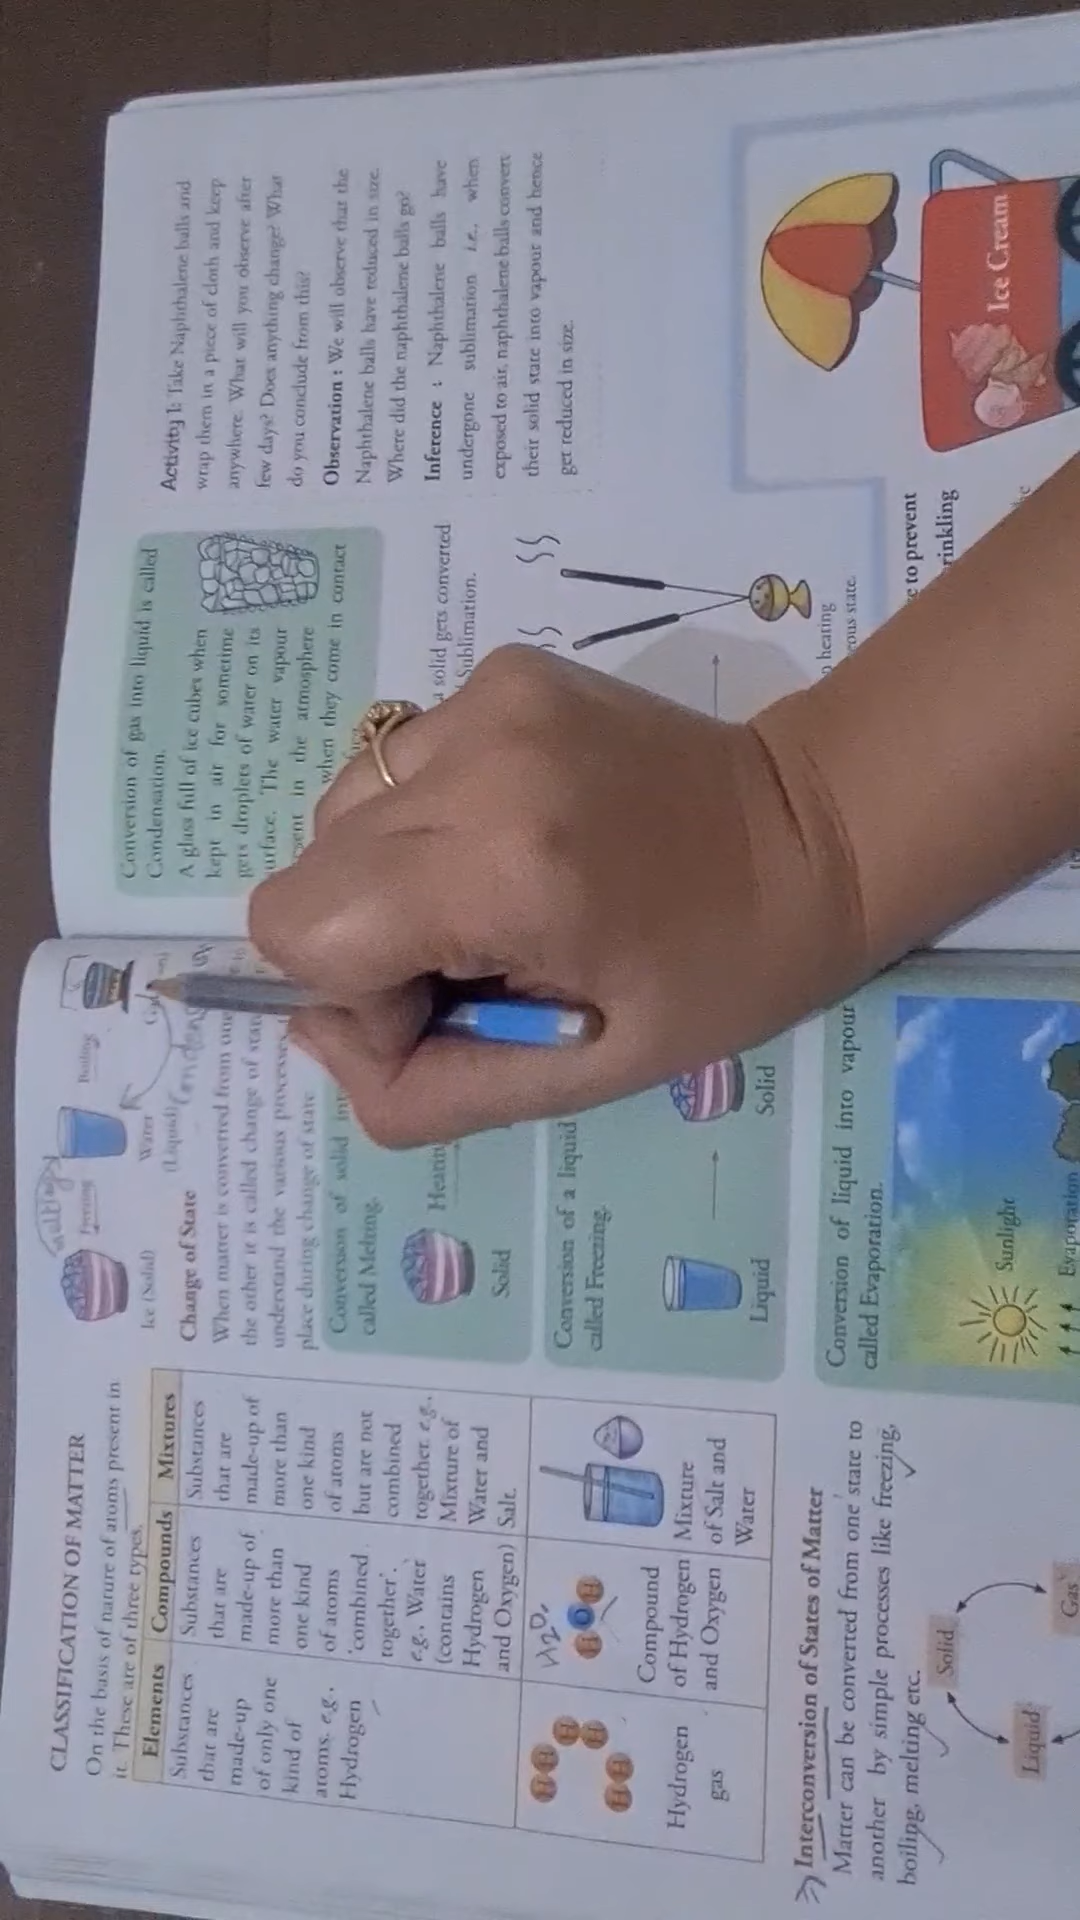 CLASSIFICATION OF MATTER
On the basis of nature of atoms present in
it. These are of three types.
Elements Compounds Mixtures
Substances
that are
made-up
of only one
kind of
atoms. e.g.
Hydrogen
Substances
that are
made-up of
more than
one kind
of atoms
'combined
together'.
e.g., Water
(contains
Hydrogen
and Oxygen)
Substances
that are
made-up of
more than
one kind
of atoms
but are not
combined
together. e.g.,
Mixture of
Water and
Salt.
H H H H H H
Hydrogen
gas
H2O
H O H
Compound
of Hydrogen
and Oxygen
Mixture
of Salt and
Water
Interconversion of States of Matter
Matter can be converted from one state to
another by simple processes like freezing,
boiling, melting etc.
Solid
Liquid
Gas
melting
Freezing
Boiling
Ice (Solid)
Water
(Liquid)
Change of State
When matter is converted from one
the other it is called change of
understand the various processes
place during change of state
Conversion of solid
called Melting.
Solid
Conversion of a liquid
called Freezing.
Liquid
Solid
Conversion of liquid into vapour
called Evaporation.
Sunlight
Evaporation
Conversion of gas into liquid is called
Condensation.
A glass full of ice cubes when
kept in air for sometime
gets droplets of water on its
surface. The water vapour
in the atmosphere
when they come in contact
a solid gets converted
Sublimation.
heating
state.
to prevent
Activity 1: Take Naphthalene balls and
wrap them in a piece of cloth and keep
anywhere. What will you observe after
few days? Does anything change? What
do you conclude from this?
Observation : We will observe that the
Naphthalene balls have reduced in size.
Where did the naphthalene balls go?
Inference : Naphthalene balls have
undergone sublimation i.e., when
exposed to air, naphthalene balls convert
their solid state into vapour and hence
get reduced in size.
Ice Cream